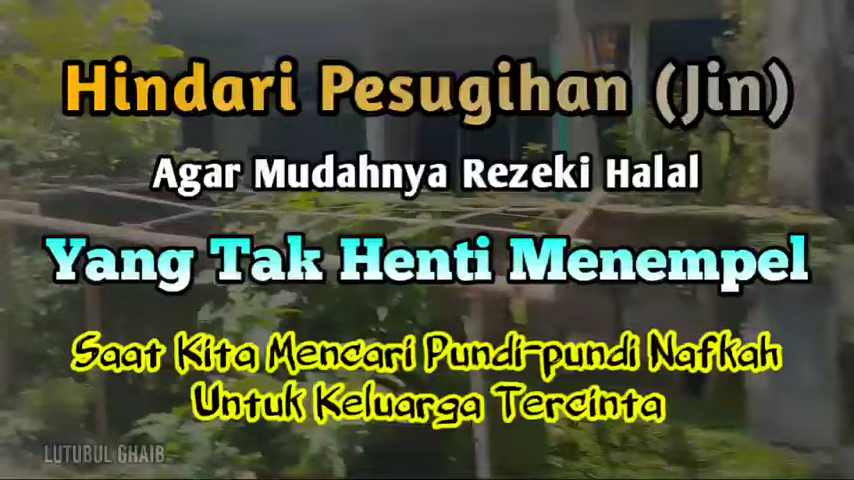 Hindari Pesugihan (Jin)
Agar Mudahnya Rezeki Halal
Yang Tak Henti Menempel
Saat Kita Mencari Pundi-pundi Nafkah
Untuk Keluarga Tercinta
LUTUBUL GHAIB